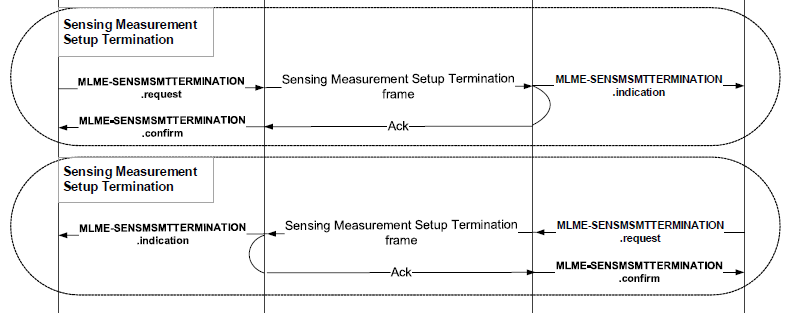 Sensing Measurement
Setup Termination
MLME-SENSMSMTTERMINATION
.request
Sensing Measurement Setup Termination
frame
MLME-SENSMSMTTERMINATION
.indication
MLME-SENSMSMTTERMINATION
.confirm
Ack
Sensing Measurement
Setup Termination
MLME-SENSMSMTTERMINATION
.indication
Sensing Measurement Setup Termination
frame
MLME-SENSMSMTTERMINATION
.request
Ack
MLME-SENSMSMTTERMINATION
.confirm